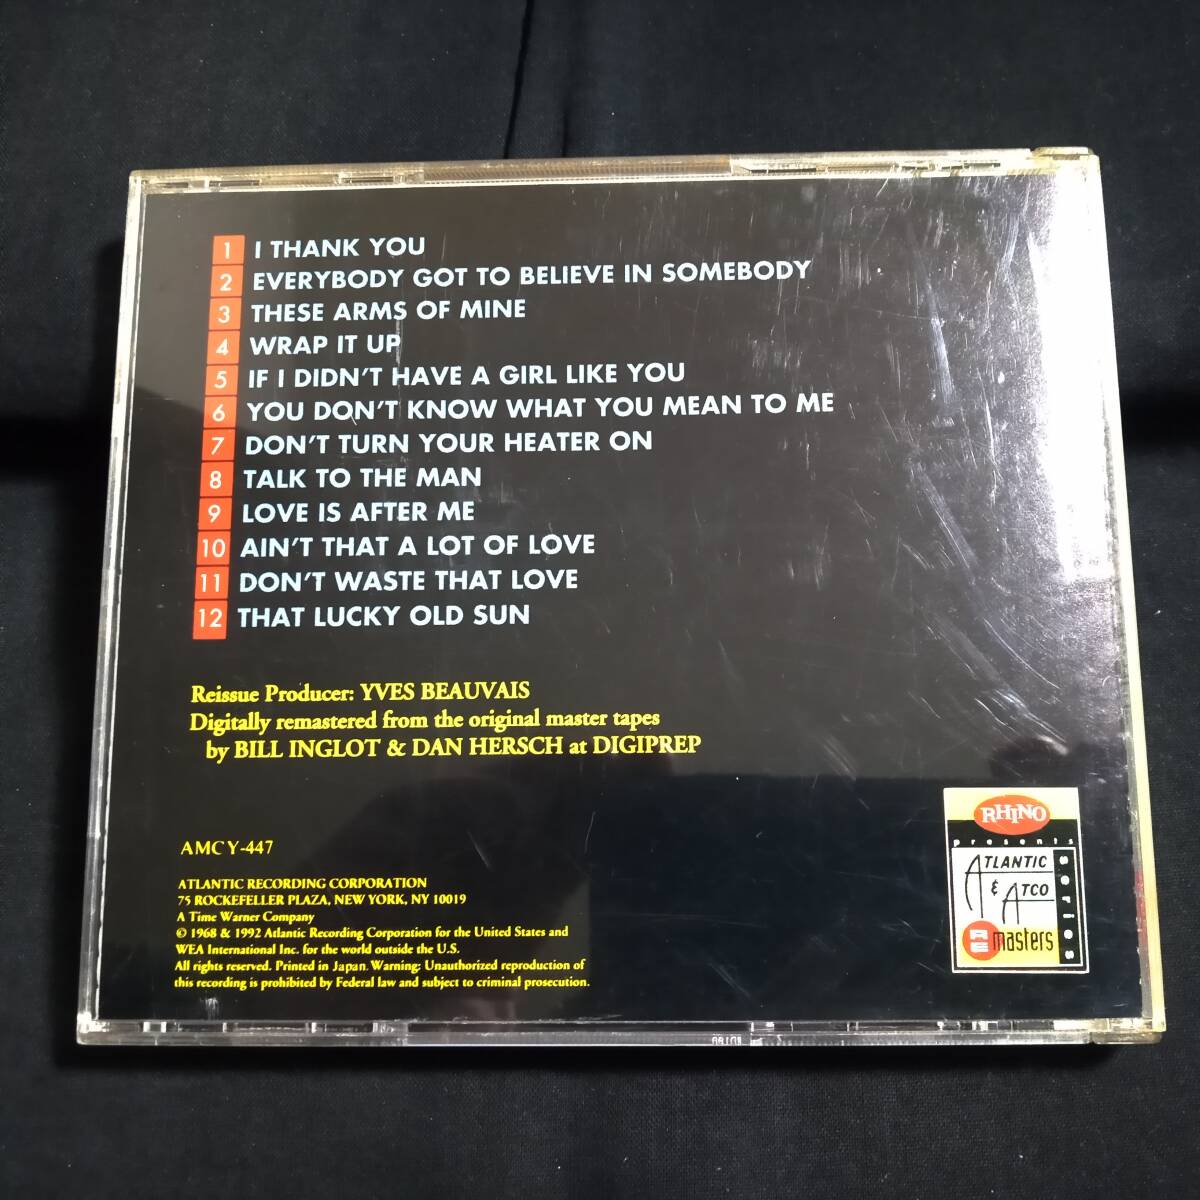 1 I THANK YOU
2 EVERYBODY GOT TO BELIEVE IN SOMEBODY
3 THESE ARMS OF MINE
4 WRAP IT UP
5 IF I DIDN'T HAVE A GIRL LIKE YOU
6 YOU DON'T KNOW WHAT YOU MEAN TO ME
7 DON'T TURN YOUR HEATER ON
8 TALK TO THE MAN
9 LOVE IS AFTER ME
10 AIN'T THAT A LOT OF LOVE
11 DON'T WASTE THAT LOVE
12 THAT LUCKY OLD SUN
Reissue Producer: YVES BEAUVAIS
Digitally remastered from the original master tapes
by BILL INGLOT & DAN HERSCH at DIGIPREP
AMCY-447
ATLANTIC RECORDING CORPORATION
75 ROCKEFELLER PLAZA, NEW YORK, NY 10019
A Time Warner Company
© 1968 & 1992 Atlantic Recording Corporation for the United States and
WEA International Inc. for the world outside the U.S.
All rights reserved. Printed in Japan. Warning: Unauthorized reproduction of
this recording is prohibited by Federal law and subject to criminal prosecution.
RHINO
presents
ATLANTIC
& ATCO
RE masters
series